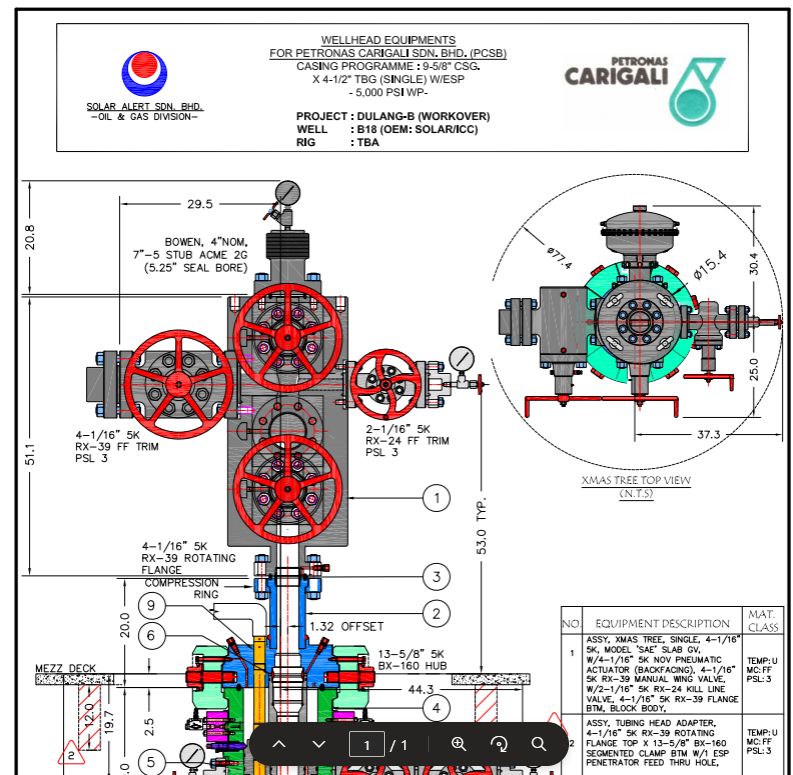 WELLHEAD EQUIPMENTS
FOR PETRONAS CARIGALI SDN. BHD. (PCSB)
CASING PROGRAMME : 9-5/8" CSG.
X 4-1/2" TBG (SINGLE) W/ESP
- 5,000 PSI WP-
PROJECT : DULANG-B (WORKOVER)
WELL : B18 (OEM: SOLAR/ICC)
RIG : TBA
SOLAR ALERT SDN. BHD.
-OIL & GAS DIVISION-
PETRONAS
CARIGALI
29.5
20.8
BOWEN, 4"NOM,
7"-5 STUB ACME 2G
(5.25" SEAL BORE)
51.1
4-1/16" 5K
RX-39 FF TRIM
PSL 3
2-1/16" 5K
RX-24 FF TRIM
PSL 3
1
53.0 TYP.
4-1/16" 5K
RX-39 ROTATING
FLANGE
COMPRESSION
RING
3
9
2
6
1.32 OFFSET
20.0
13-5/8" 5K
BX-160 HUB
MEZZ DECK
44.3
12.0
19.7
2.5
4
2
5
.0
ø77.4
ø15.4
30.4
25.0
37.3
XMAS TREE TOP VIEW
(N.T.S)
NO. EQUIPMENT DESCRIPTION MAT. CLASS
1 ASSY, XMAS TREE, SINGLE, 4-1/16"
5K, MODEL 'SAE' SLAB GV,
W/4-1/16" 5K NOV PNEUMATIC
ACTUATOR (BACKFACING), 4-1/16"
5K RX-39 MANUAL WING VALVE,
W/2-1/16" 5K RX-24 KILL LINE
VALVE, 4-1/16" 5K RX-39 FLANGE
BTM, BLOCK BODY,
TEMP: U
MC: FF
PSL: 3
2 ASSY, TUBING HEAD ADAPTER,
4-1/16" 5K RX-39 ROTATING
FLANGE TOP X 13-5/8" BX-160
SEGMENTED CLAMP BTM W/1 ESP
PENETRATOR FEED THRU HOLE,
TEMP: U
MC: FF
PSL: 3
1 / 1